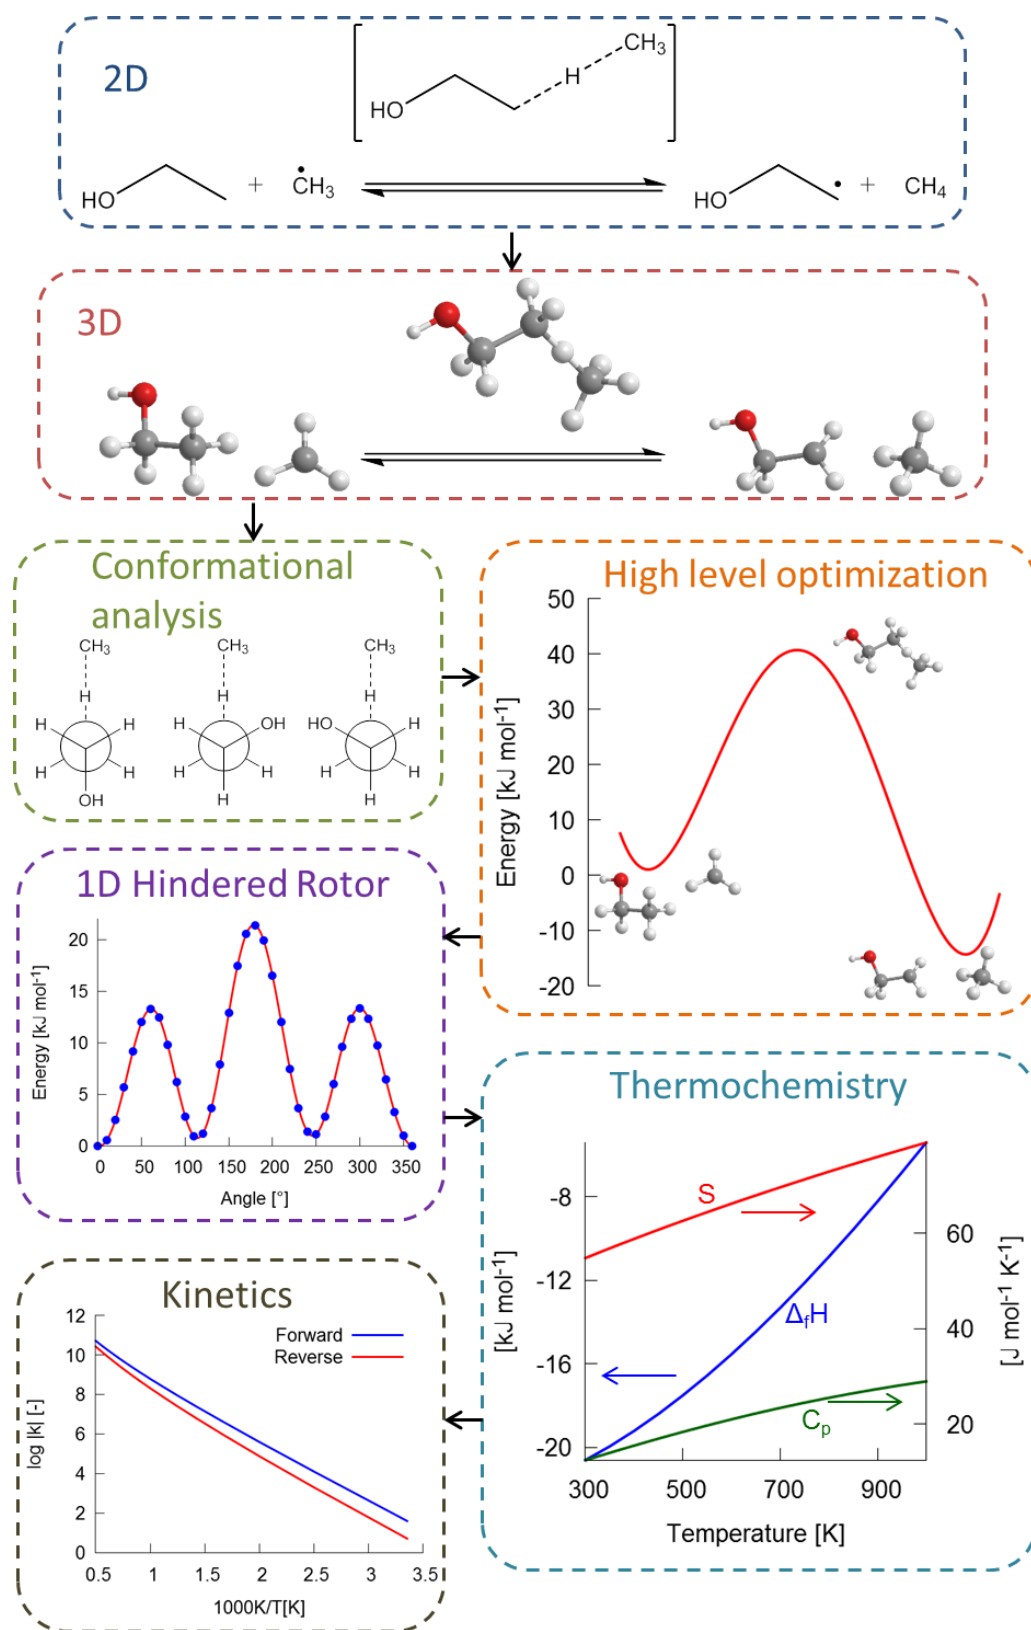 2D
CH₃
H
HO
HO
+
ĊH₃
HO
•
+
CH₄
3D
Conformational
analysis
CH₃ CH₃ CH₃
H H H
H H H OH HO H
H H H H H H
OH H H
High level optimization
Energy [kJ mol⁻¹]
50
40
30
20
10
0
-10
-20
1D Hindered Rotor
Energy [kJ mol⁻¹]
20
15
10
5
0
0 50 100 150 200 250 300 350
Angle [°]
Thermochemistry
[kJ mol⁻¹]
-8
-12
-16
-20
S
ΔfH
Cₚ
60
40
20
[J mol⁻¹ K⁻¹]
300 500 700 900
Temperature [K]
Kinetics
log |k| [-]
12
10
8
6
4
2
0
Forward
Reverse
0.5 1 1.5 2 2.5 3 3.5
1000K/T[K]